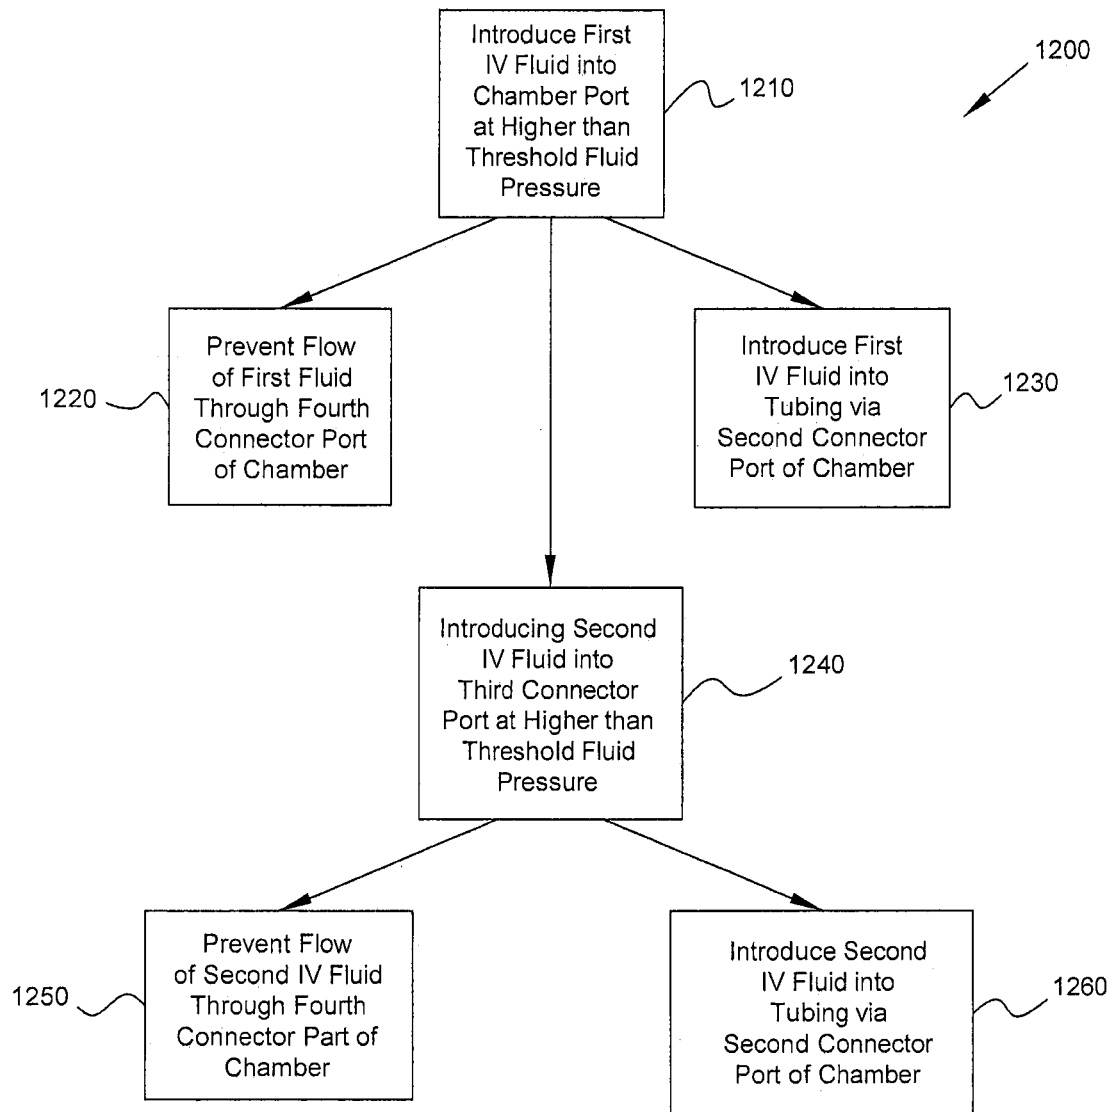 Introduce First
IV Fluid into
Chamber Port
at Higher than
Threshold Fluid
Pressure
1210
1200
Prevent Flow
of First Fluid
Through Fourth
Connector Port
of Chamber
1220
Introduce First
IV Fluid into
Tubing via
Second Connector
Port of Chamber
1230
Introducing Second
IV Fluid into
Third Connector
Port at Higher than
Threshold Fluid
Pressure
1240
Prevent Flow
of Second IV Fluid
Through Fourth
Connector Part of
Chamber
1250
Introduce Second
IV Fluid into
Tubing via
Second Connector
Port of Chamber
1260